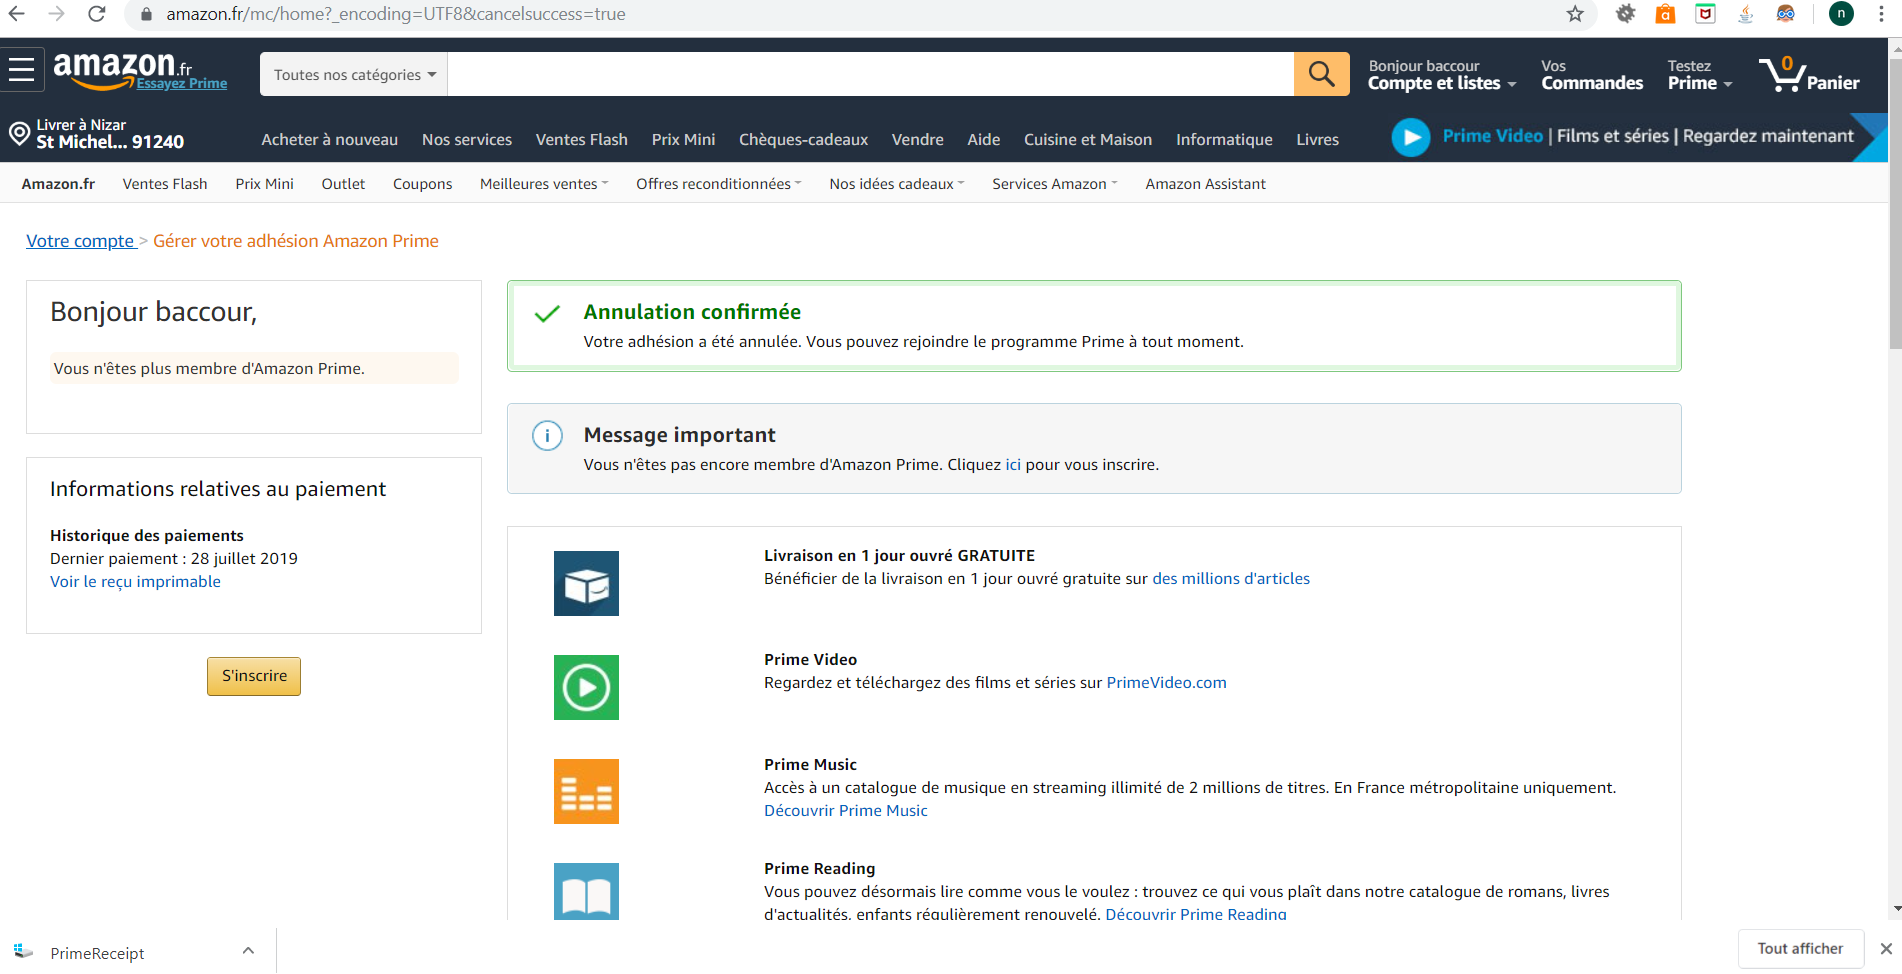 amazon.fr/mc/home?_encoding=UTF8&cancelsuccess=true
n
amazon.fr
Essayez Prime
Toutes nos catégories
Bonjour baccour
Compte et listes
Vos
Commandes
Testez
Prime
0
Panier
Livrer à Nizar
St Michel... 91240
Acheter à nouveau
Nos services
Ventes Flash
Prix Mini
Chèques-cadeaux
Vendre
Aide
Cuisine et Maison
Informatique
Livres
Prime Video | Films et séries | Regardez maintenant
Amazon.fr
Ventes Flash
Prix Mini
Outlet
Coupons
Meilleures ventes
Offres reconditionnées
Nos idées cadeaux
Services Amazon
Amazon Assistant
Votre compte > Gérer votre adhésion Amazon Prime
Bonjour baccour,
Vous n'êtes plus membre d'Amazon Prime.
Informations relatives au paiement
Historique des paiements
Dernier paiement : 28 juillet 2019
Voir le reçu imprimable
S'inscrire
Annulation confirmée
Votre adhésion a été annulée. Vous pouvez rejoindre le programme Prime à tout moment.
Message important
Vous n'êtes pas encore membre d'Amazon Prime. Cliquez ici pour vous inscrire.
Livraison en 1 jour ouvré GRATUITE
Bénéficier de la livraison en 1 jour ouvré gratuite sur des millions d'articles
Prime Video
Regardez et téléchargez des films et séries sur PrimeVideo.com
Prime Music
Accès à un catalogue de musique en streaming illimité de 2 millions de titres. En France métropolitaine uniquement.
Découvrir Prime Music
Prime Reading
Vous pouvez désormais lire comme vous le voulez : trouvez ce qui vous plaît dans notre catalogue de romans, livres
d'actualités, enfants régulièrement renouvelé. Découvrir Prime Reading
PrimeReceipt
Tout afficher